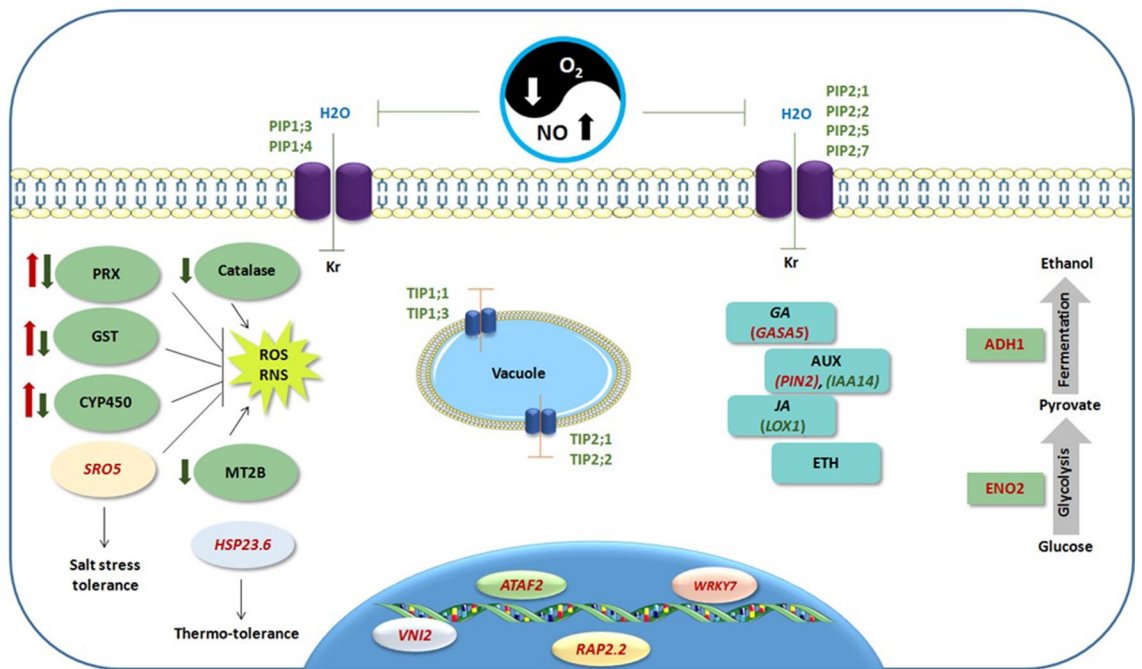 O2
NO
H2O
PIP1;3
PIP1;4
H2O
PIP2;1
PIP2;2
PIP2;5
PIP2;7
Kr
Kr
PRX
Catalase
GST
ROS
RNS
CYP450
SRO5
MT2B
HSP23.6
Salt stress
tolerance
Thermo-tolerance
TIP1;1
TIP1;3
Vacuole
TIP2;1
TIP2;2
GA
(GASA5)
AUX
(PIN2), (IAA14)
JA
(LOX1)
ETH
Ethanol
Fermentation
ADH1
Pyrovate
Glycolysis
ENO2
Glucose
ATAF2
WRKY7
VNI2
RAP2.2